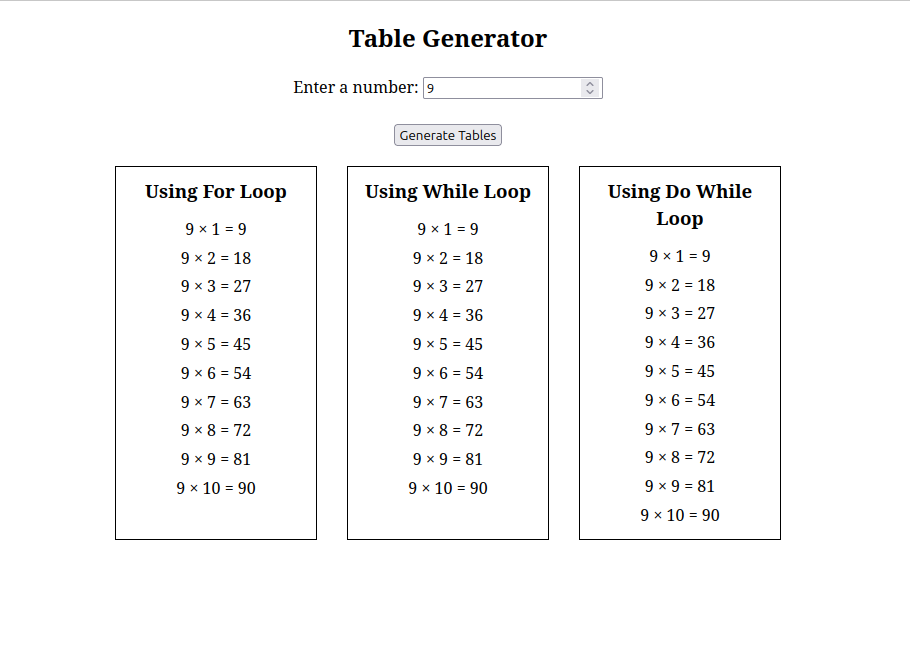 Table Generator
Enter a number: 9
Generate Tables
Using For Loop
9 × 1 = 9
9 × 2 = 18
9 × 3 = 27
9 × 4 = 36
9 × 5 = 45
9 × 6 = 54
9 × 7 = 63
9 × 8 = 72
9 × 9 = 81
9 × 10 = 90
Using While Loop
9 × 1 = 9
9 × 2 = 18
9 × 3 = 27
9 × 4 = 36
9 × 5 = 45
9 × 6 = 54
9 × 7 = 63
9 × 8 = 72
9 × 9 = 81
9 × 10 = 90
Using Do While
Loop
9 × 1 = 9
9 × 2 = 18
9 × 3 = 27
9 × 4 = 36
9 × 5 = 45
9 × 6 = 54
9 × 7 = 63
9 × 8 = 72
9 × 9 = 81
9 × 10 = 90